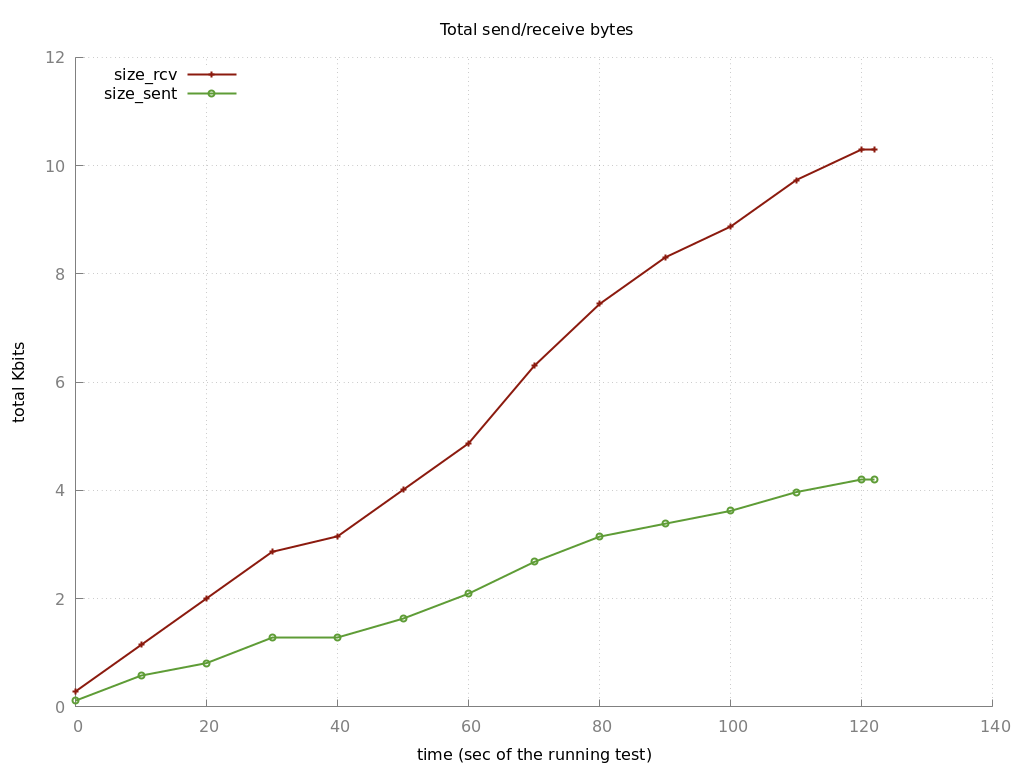 Total send/receive bytes
size_rcv
size_sent
12
10
8
6
4
2
0
total Kbits
0 20 40 60 80 100 120 140
time (sec of the running test)